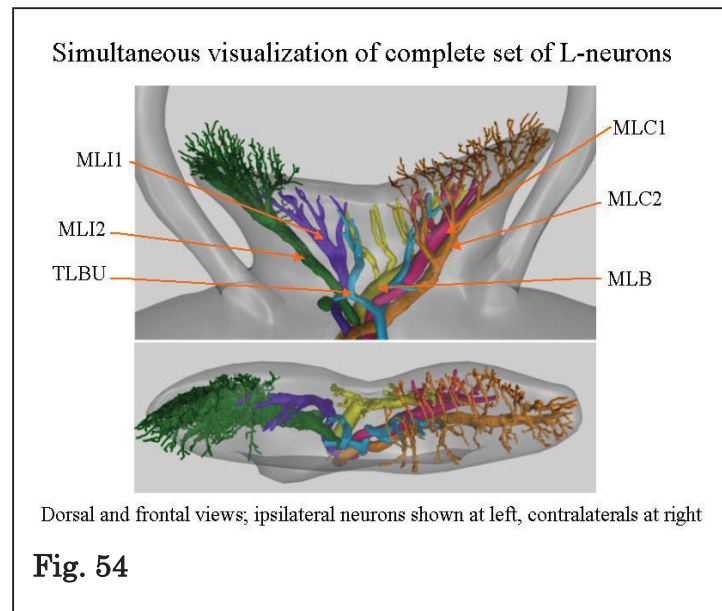 Simultaneous visualization of complete set of L-neurons
MLI1
MLI2
TLBU
MLC1
MLC2
MLB
Dorsal and frontal views; ipsilateral neurons shown at left, contralaterals at right
Fig. 54